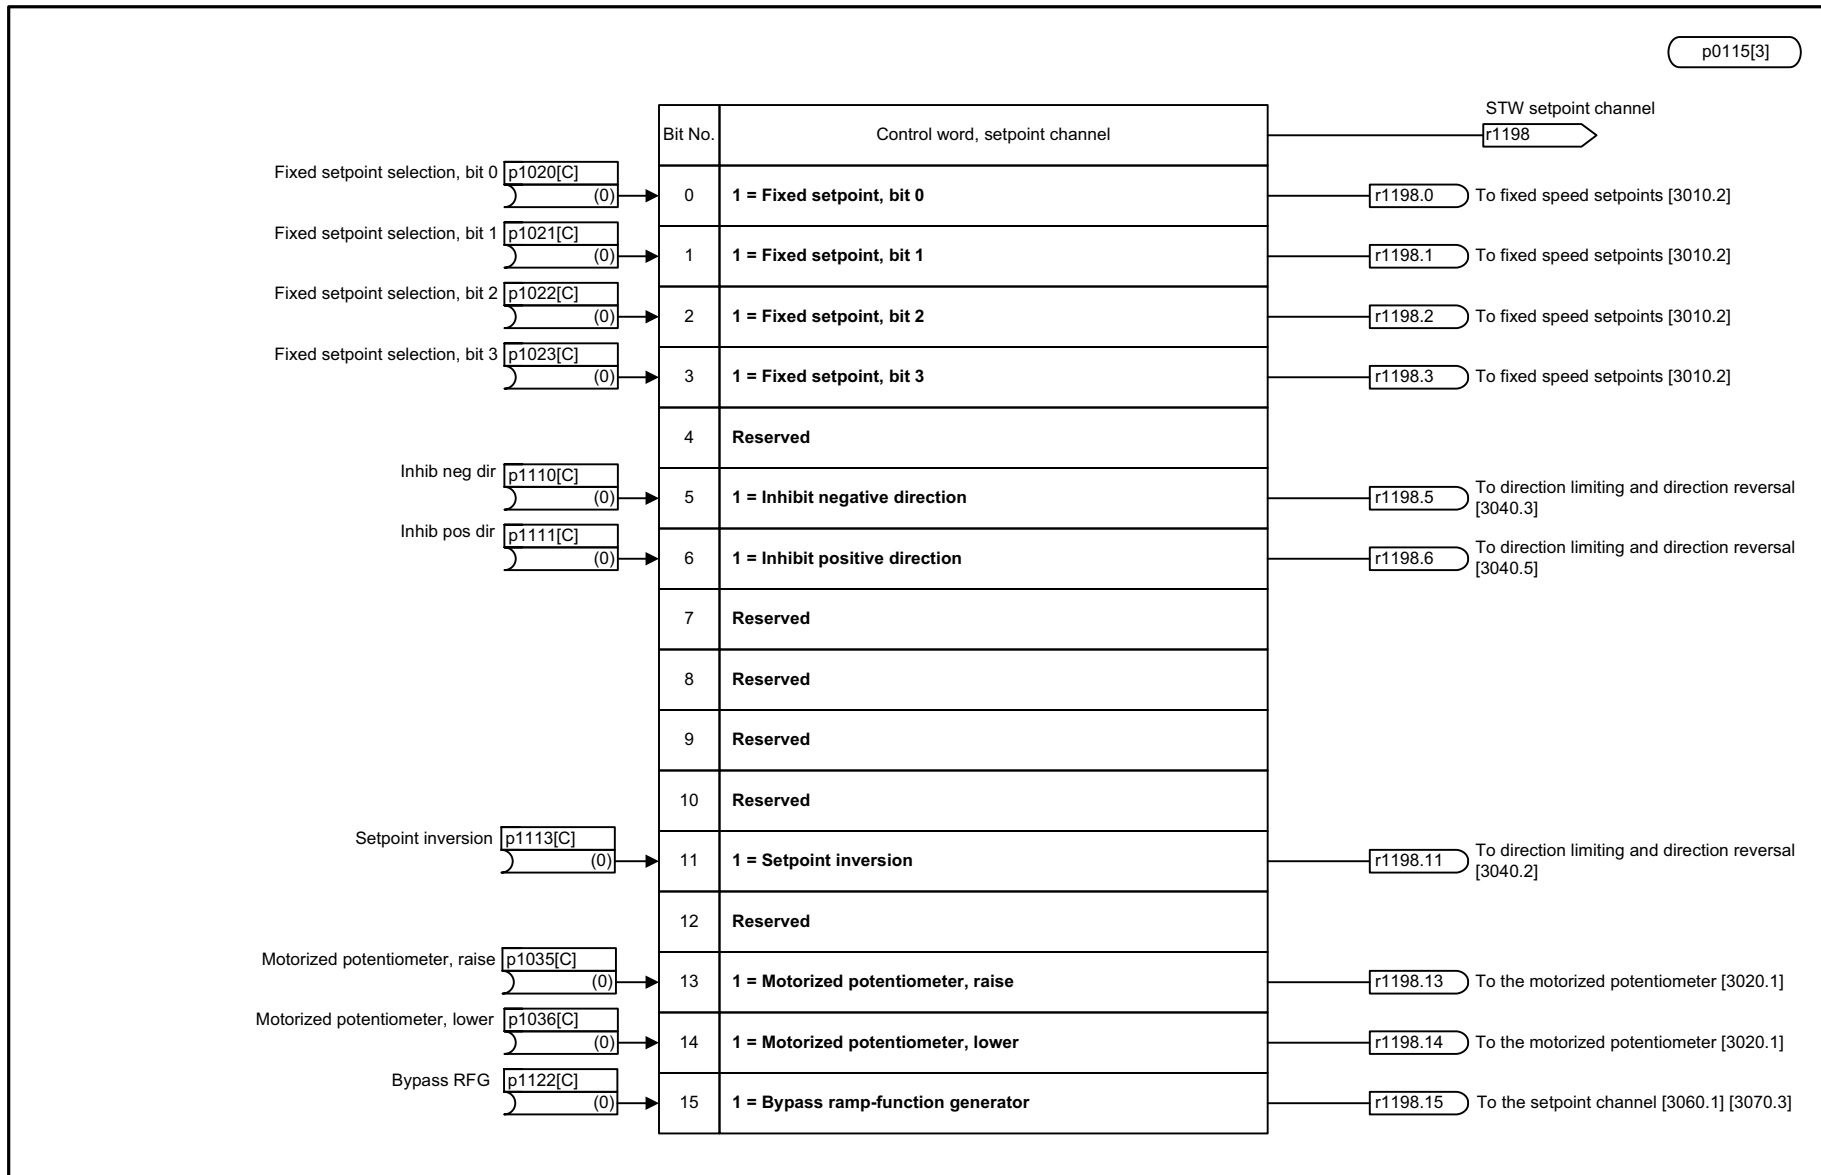 p0115[3]
STW setpoint channel
Bit No. Control word, setpoint channel r1198
Fixed setpoint selection, bit 0 p1020[C]
(0) 0 1 = Fixed setpoint, bit 0 r1198.0 To fixed speed setpoints [3010.2]
Fixed setpoint selection, bit 1 p1021[C]
(0) 1 1 = Fixed setpoint, bit 1 r1198.1 To fixed speed setpoints [3010.2]
Fixed setpoint selection, bit 2 p1022[C]
(0) 2 1 = Fixed setpoint, bit 2 r1198.2 To fixed speed setpoints [3010.2]
Fixed setpoint selection, bit 3 p1023[C]
(0) 3 1 = Fixed setpoint, bit 3 r1198.3 To fixed speed setpoints [3010.2]
4 Reserved
Inhib neg dir p1110[C]
(0) 5 1 = Inhibit negative direction r1198.5 To direction limiting and direction reversal
[3040.3]
Inhib pos dir p1111[C]
(0) 6 1 = Inhibit positive direction r1198.6 To direction limiting and direction reversal
[3040.5]
7 Reserved
8 Reserved
9 Reserved
10 Reserved
Setpoint inversion p1113[C]
(0) 11 1 = Setpoint inversion r1198.11 To direction limiting and direction reversal
[3040.2]
12 Reserved
Motorized potentiometer, raise p1035[C]
(0) 13 1 = Motorized potentiometer, raise r1198.13 To the motorized potentiometer [3020.1]
Motorized potentiometer, lower p1036[C]
(0) 14 1 = Motorized potentiometer, lower r1198.14 To the motorized potentiometer [3020.1]
Bypass RFG p1122[C]
(0) 15 1 = Bypass ramp-function generator r1198.15 To the setpoint channel [3060.1] [3070.3]